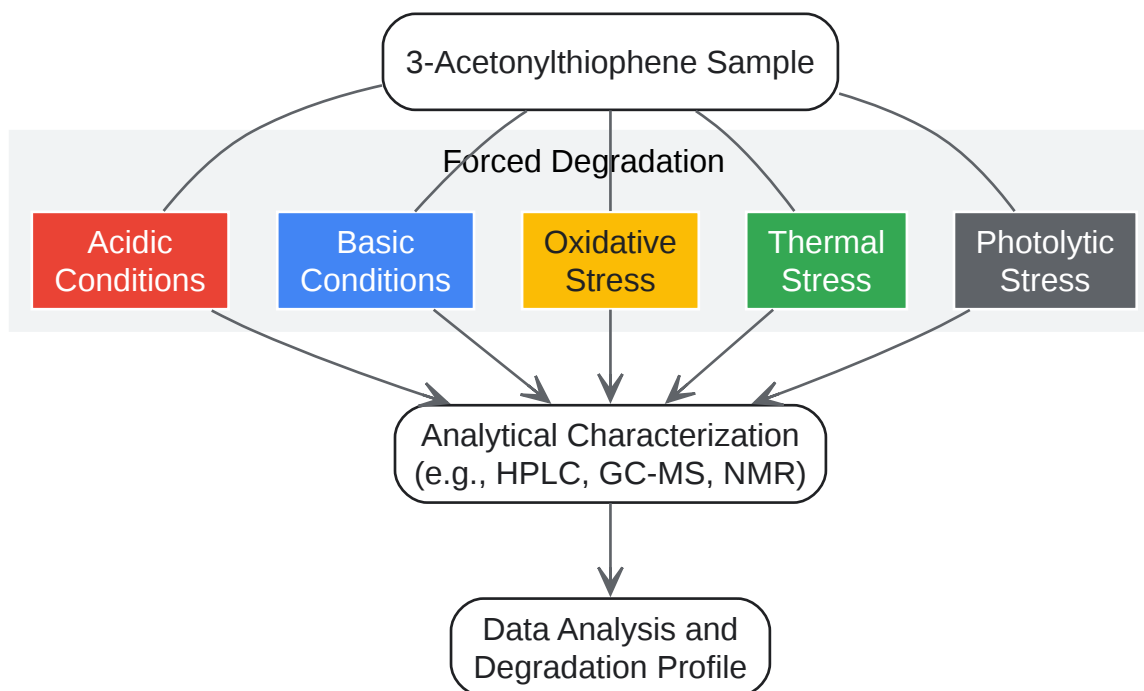 3-Acetonylthiophene Sample
Forced Degradation
Acidic
Conditions
Basic
Conditions
Oxidative
Stress
Thermal
Stress
Photolytic
Stress
Analytical Characterization
(e.g., HPLC, GC-MS, NMR)
Data Analysis and
Degradation Profile